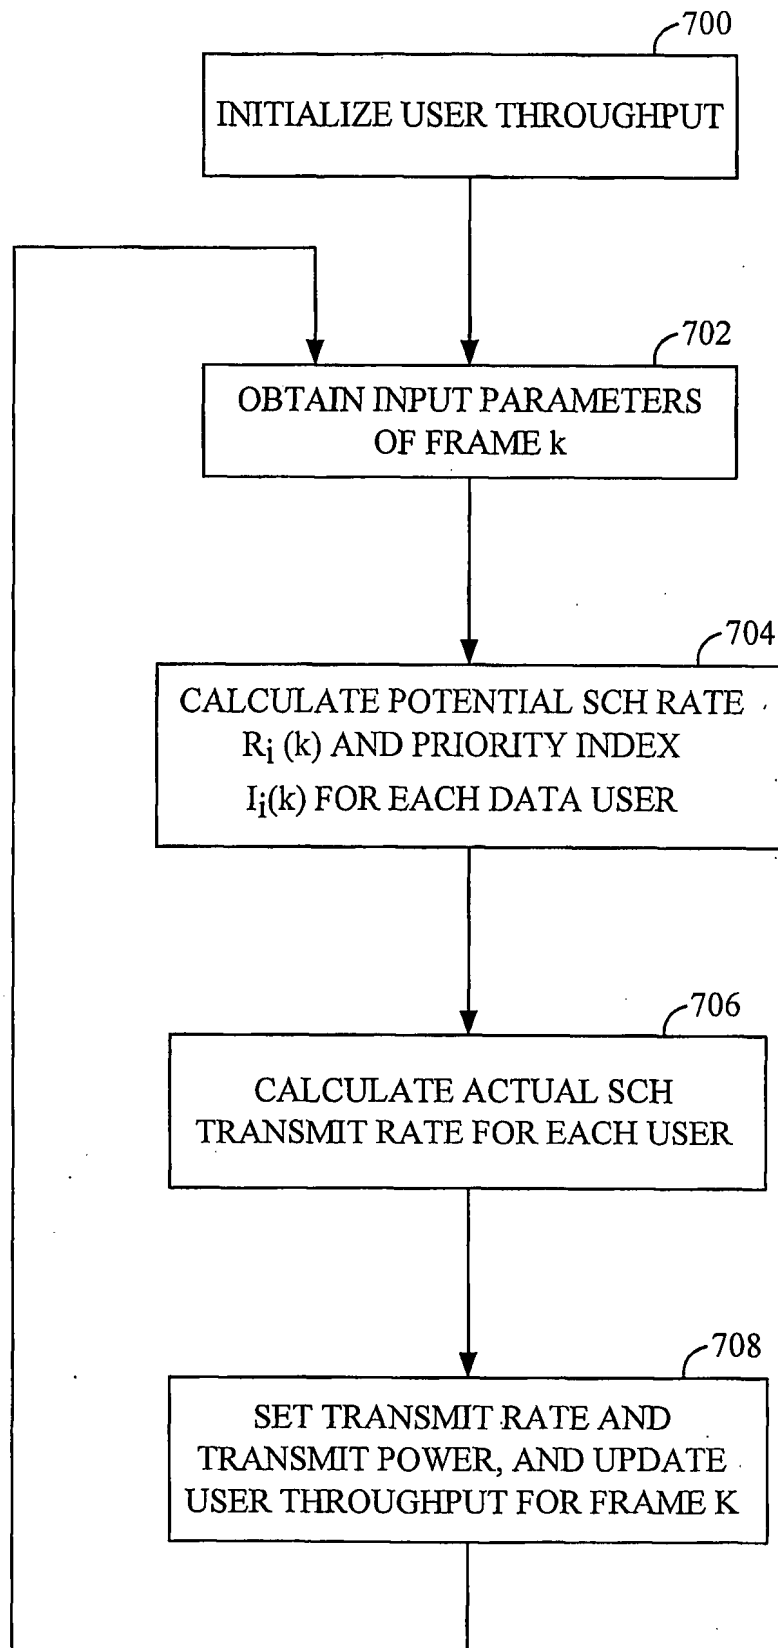 700
INITIALIZE USER THROUGHPUT
702
OBTAIN INPUT PARAMETERS
OF FRAME k
704
CALCULATE POTENTIAL SCH RATE
Ri (k) AND PRIORITY INDEX
Ii(k) FOR EACH DATA USER
706
CALCULATE ACTUAL SCH
TRANSMIT RATE FOR EACH USER
708
SET TRANSMIT RATE AND
TRANSMIT POWER, AND UPDATE
USER THROUGHPUT FOR FRAME K